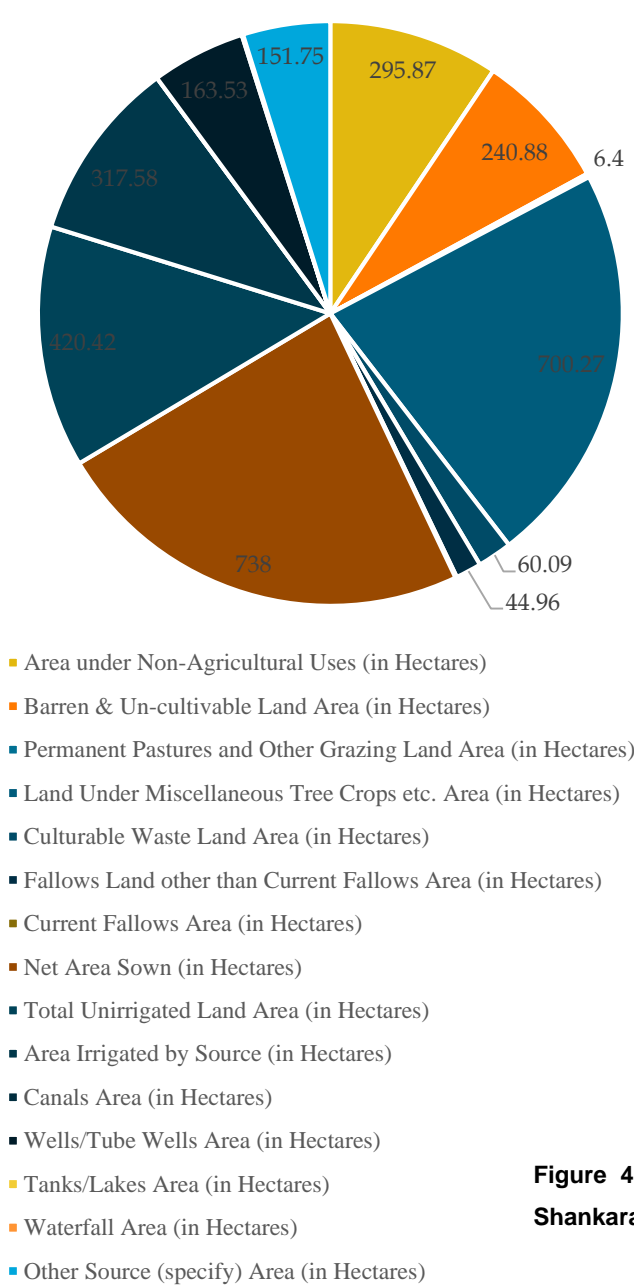 151.75
295.87
163.53
240.88
6.4
317.58
420.42
700.27
738
60.09
44.96
Area under Non-Agricultural Uses (in Hectares)
Barren & Un-cultivable Land Area (in Hectares)
Permanent Pastures and Other Grazing Land Area (in Hectares)
Land Under Miscellaneous Tree Crops etc. Area (in Hectares)
Culturable Waste Land Area (in Hectares)
Fallows Land other than Current Fallows Area (in Hectares)
Current Fallows Area (in Hectares)
Net Area Sown (in Hectares)
Total Unirrigated Land Area (in Hectares)
Area Irrigated by Source (in Hectares)
Canals Area (in Hectares)
Wells/Tube Wells Area (in Hectares)
Tanks/Lakes Area (in Hectares)
Waterfall Area (in Hectares)
Other Source (specify) Area (in Hectares)
Figure 4
Shankara